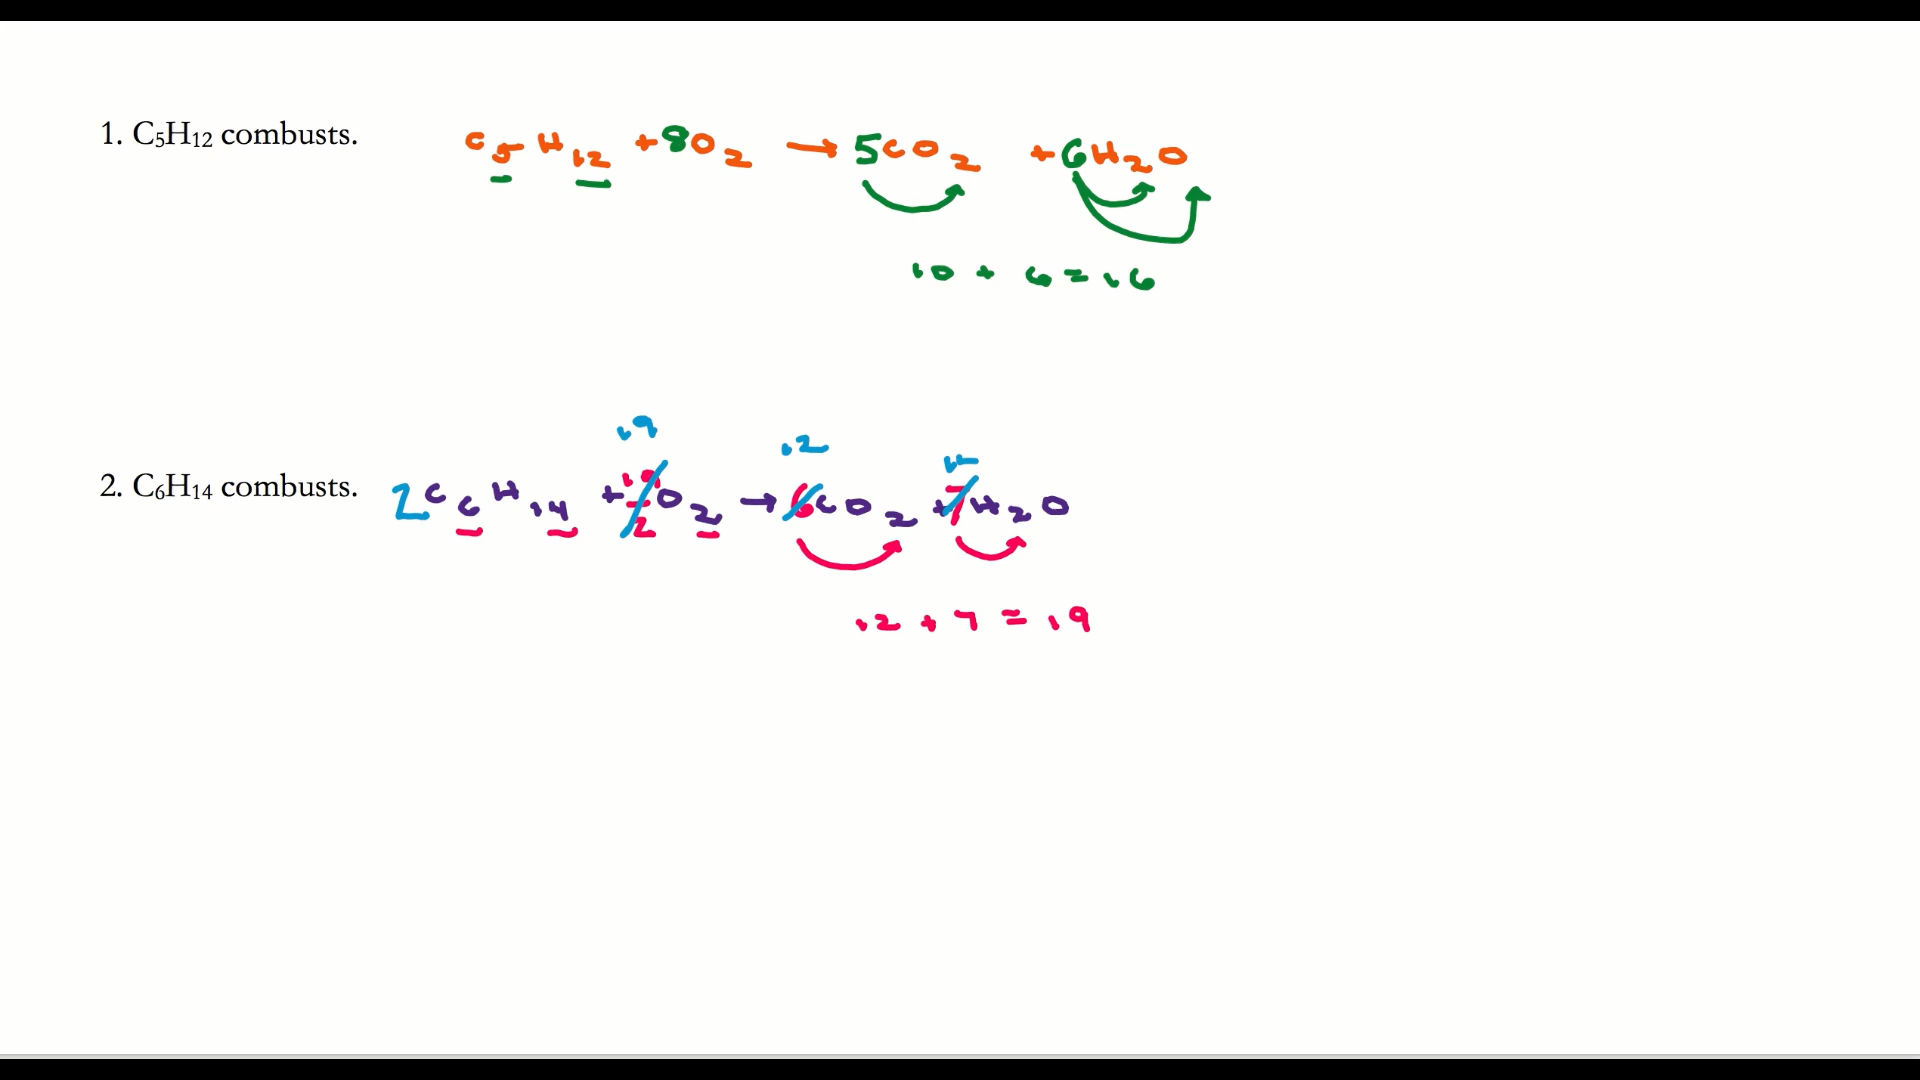 1. C₅H₁₂ combusts. C₅H₁₂ + 8O₂ → 5CO₂ + 6H₂O
10 + 6 = 16
19 12
2. C₆H₁₄ combusts. 2C₆H₁₄ + 19/2 O₂ → 6CO₂ + 7H₂O
12 + 7 = 19